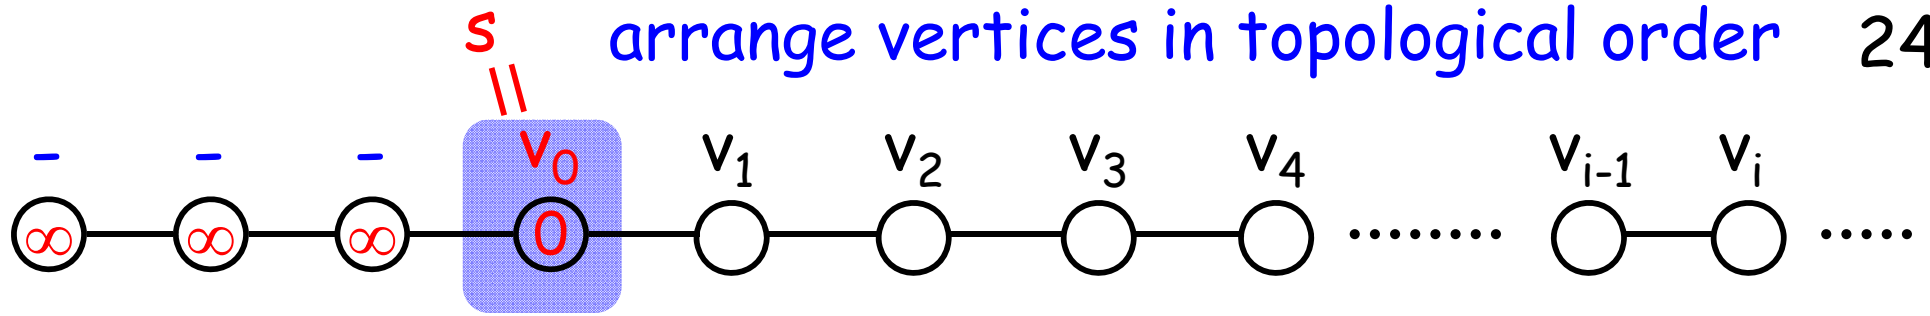 s arrange vertices in topological order 24
- - - v₀ v₁ v₂ v₃ v₄ vᵢ₋₁ vᵢ
∞ ∞ ∞ 0